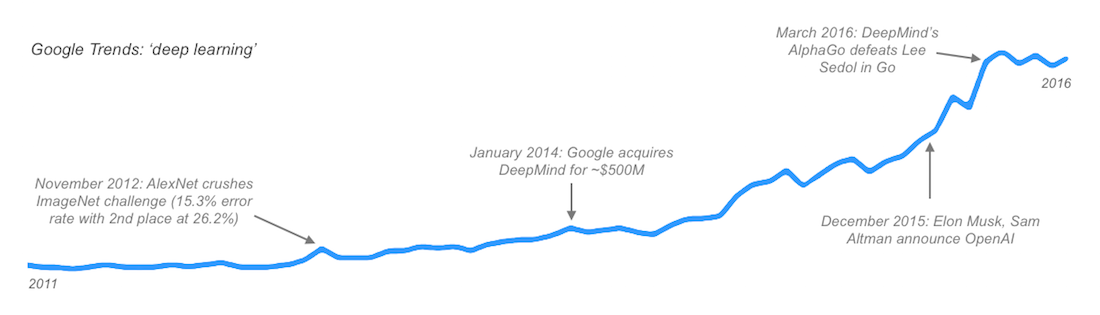 Google Trends: ‘deep learning’
March 2016: DeepMind’s
AlphaGo defeats Lee
Sedol in Go
2016
January 2014: Google acquires
DeepMind for ~$500M
November 2012: AlexNet crushes
ImageNet challenge (15.3% error
rate with 2nd place at 26.2%)
December 2015: Elon Musk, Sam
Altman announce OpenAI
2011